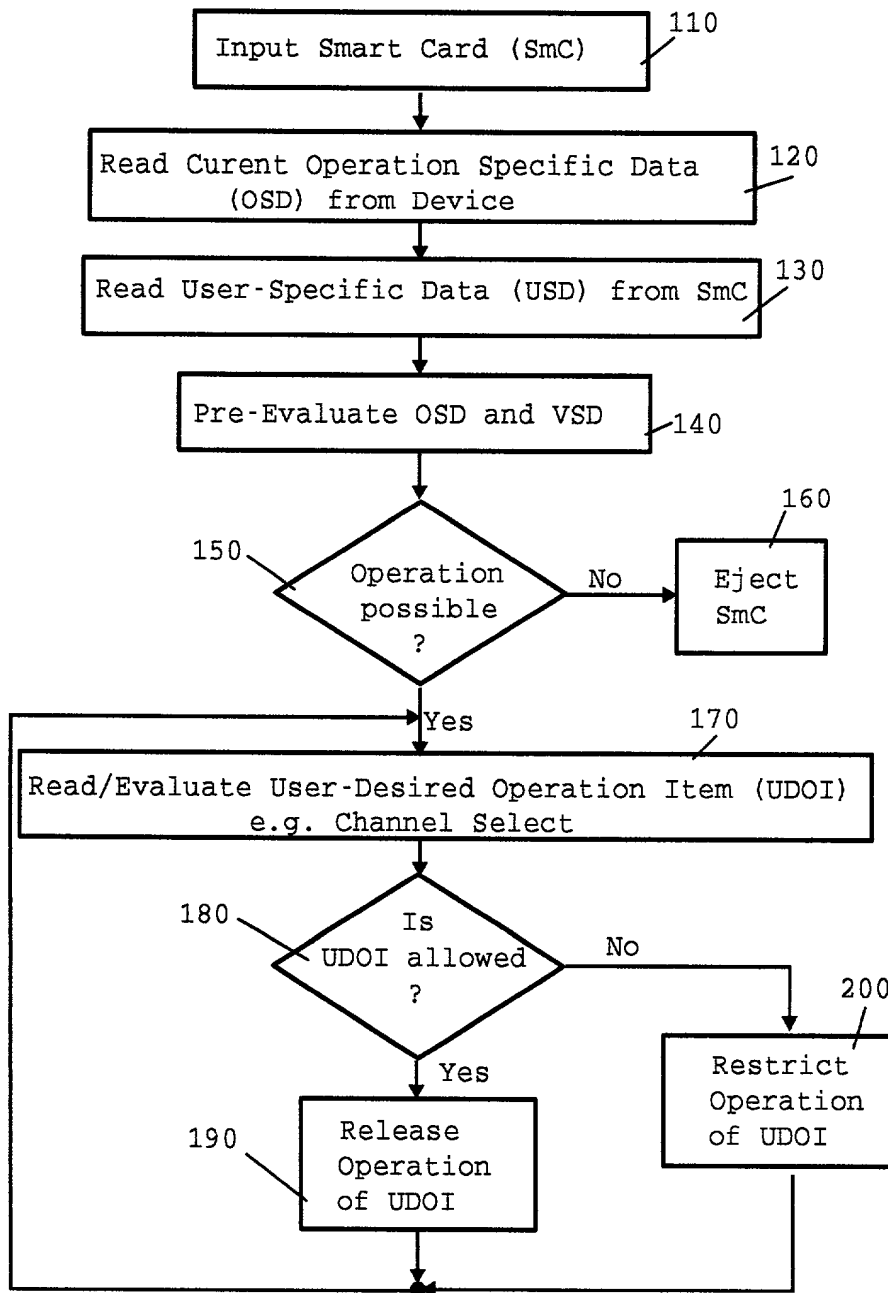 Input Smart Card (SmC)
110
Read Curent Operation Specific Data
(OSD) from Device
120
Read User-Specific Data (USD) from SmC
130
Pre-Evaluate OSD and VSD
140
150
Operation
possible
?
No
160
Eject
SmC
Yes
170
Read/Evaluate User-Desired Operation Item (UDOI)
e.g. Channel Select
180
Is
UDOI allowed
?
No
200
Restrict
Operation
of UDOI
Yes
190
Release
Operation
of UDOI